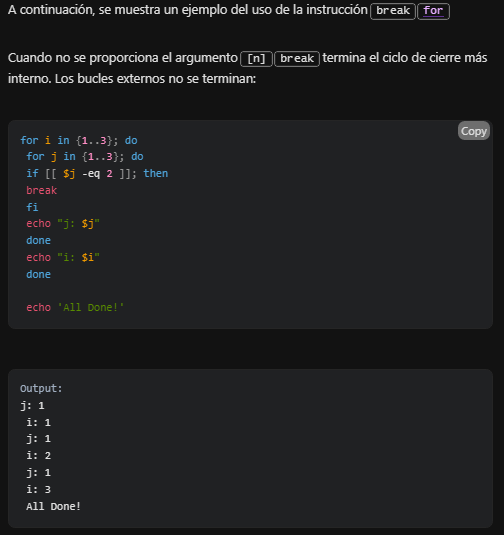 A continuación, se muestra un ejemplo del uso de la instrucción break for
Cuando no se proporciona el argumento [n] break termina el ciclo de cierre más
interno. Los bucles externos no se terminan:
Copy
for i in {1..3}; do
for j in {1..3}; do
if [[ $j -eq 2 ]]; then
break
fi
echo "j: $j"
done
echo "i: $i"
done
echo 'All Done!'
Output:
j: 1
i: 1
j: 1
i: 2
j: 1
i: 3
All Done!